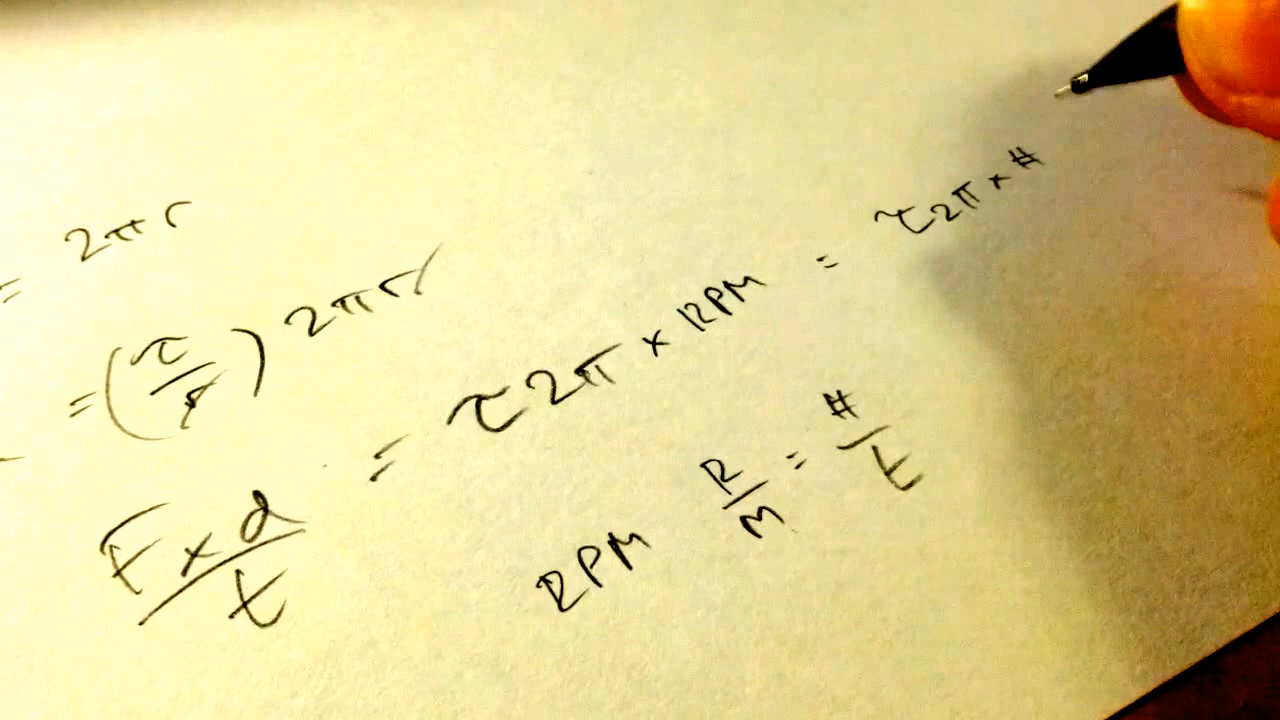 = 2πr
= (τ/r) 2πr
F × d / t = τ2π × RPM = τ2π × #
RPM R/M = #/t